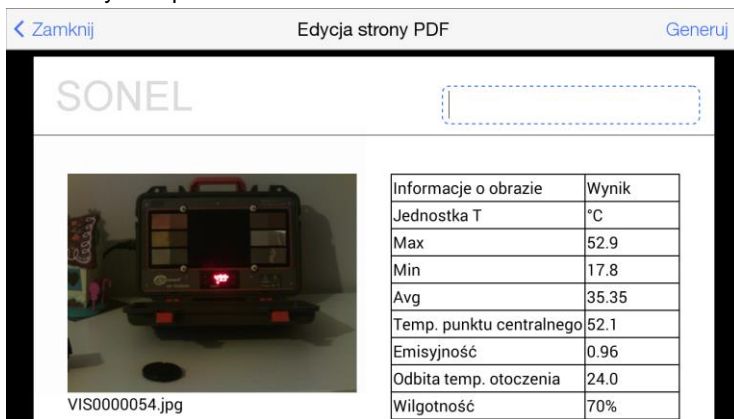 Zamknij
Edycja strony PDF
Generuj
SONEL
Informacje o obrazie Wynik
Jednostka T °C
Max 52.9
Min 17.8
Avg 35.35
Temp. punktu centralnego 52.1
Emisyjność 0.96
Odbita temp. otoczenia 24.0
Wilgotność 70%
VIS0000054.jpg